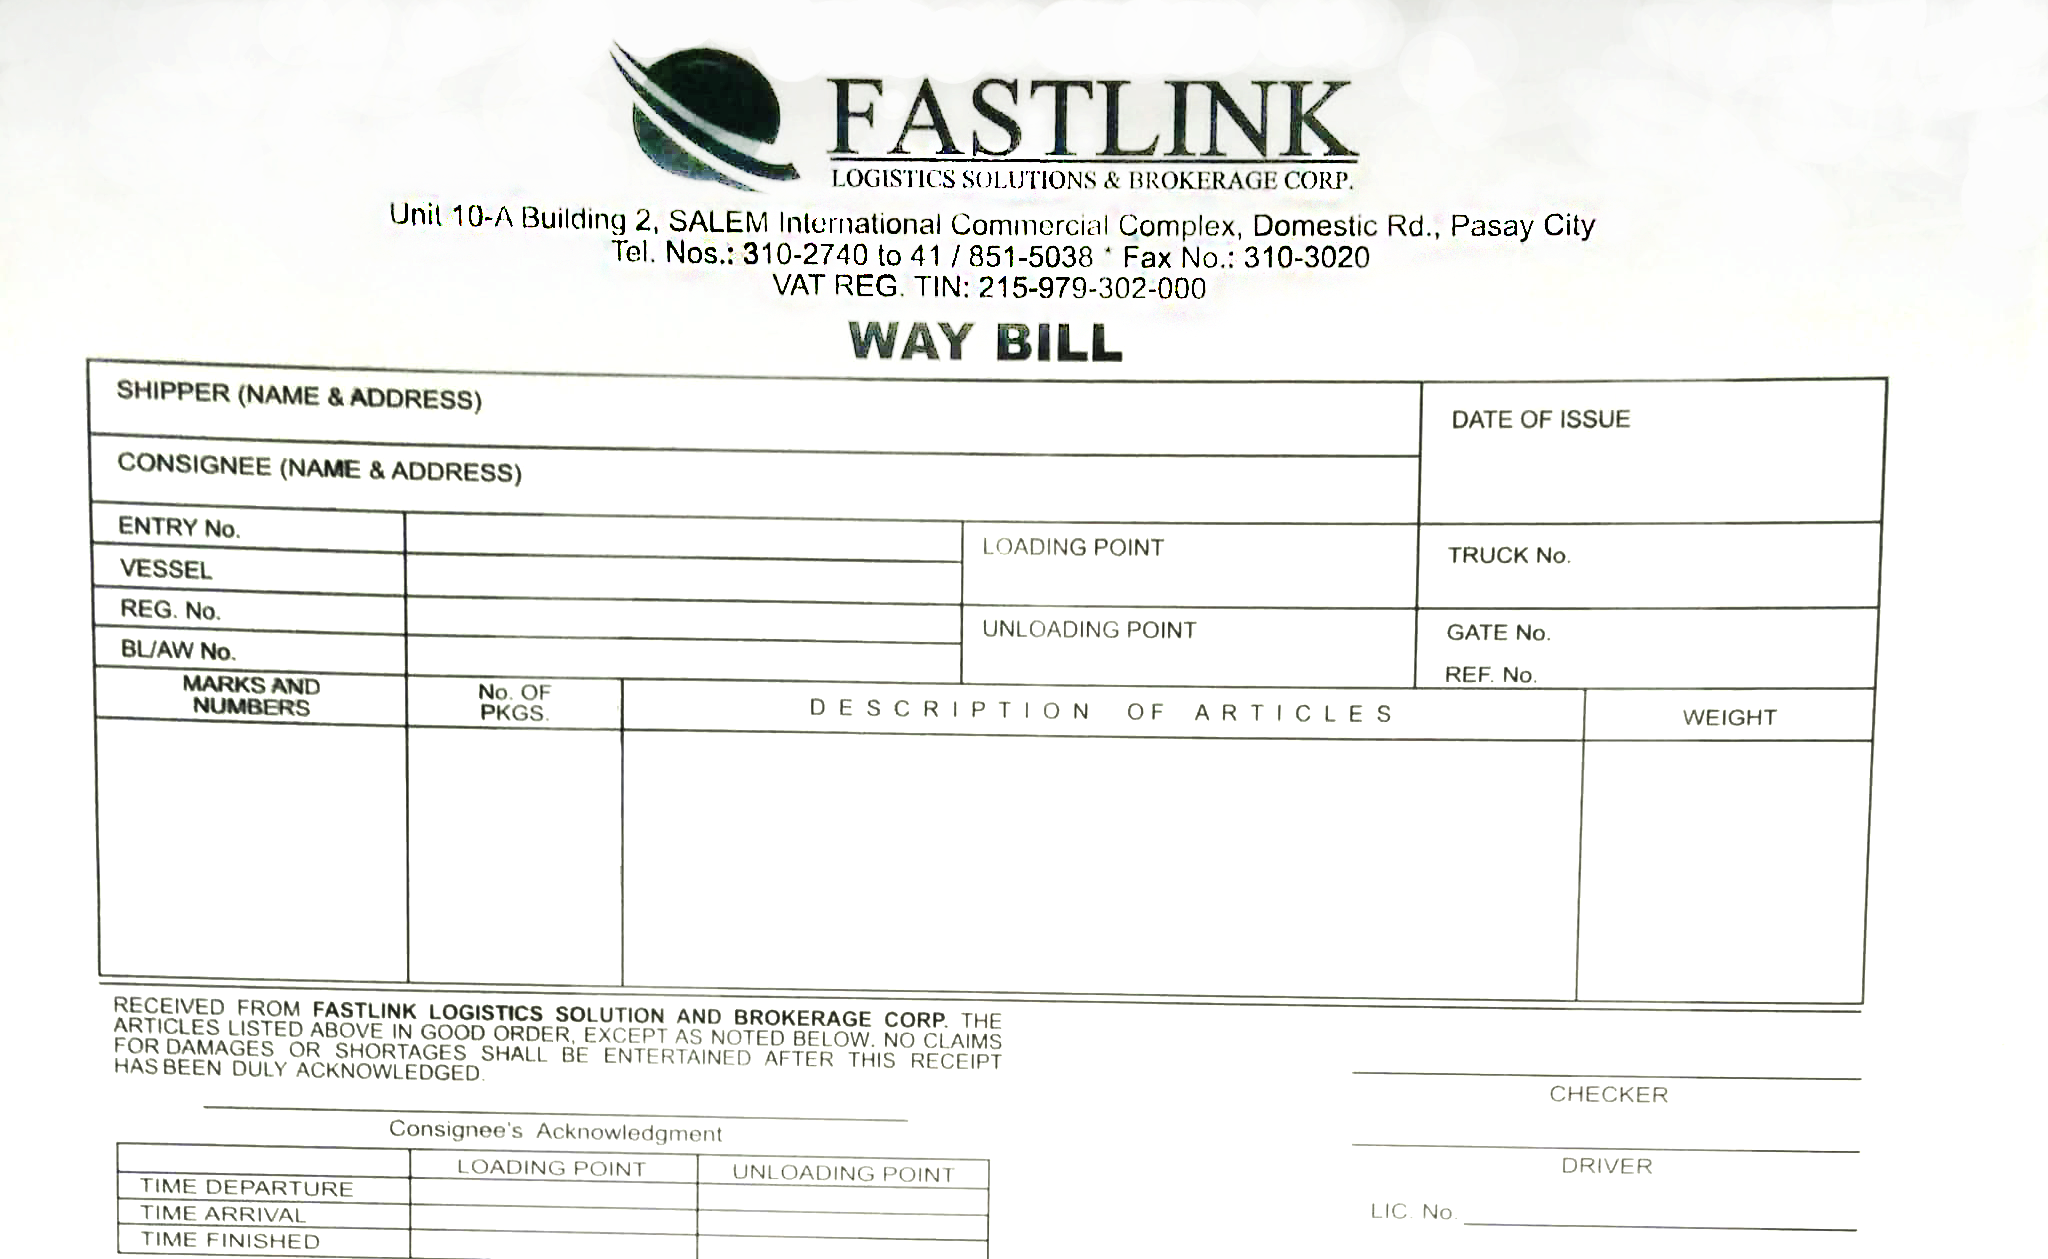 FASTLINK
LOGISTICS SOLUTIONS & BROKERAGE CORP.
Unit 10-A Building 2, SALEM International Commercial Complex, Domestic Rd., Pasay City
Tel. Nos.: 310-2740 to 41 / 851-5038 * Fax No.: 310-3020
VAT REG. TIN: 215-979-302-000
WAY BILL
SHIPPER (NAME & ADDRESS)
DATE OF ISSUE
CONSIGNEE (NAME & ADDRESS)
ENTRY No.
LOADING POINT
TRUCK No.
VESSEL
REG. No.
UNLOADING POINT
GATE No.
BL/AW No.
REF. No.
MARKS AND
NUMBERS
No. OF
PKGS.
DESCRIPTION OF ARTICLES
WEIGHT
RECEIVED FROM FASTLINK LOGISTICS SOLUTION AND BROKERAGE CORP. THE
ARTICLES LISTED ABOVE IN GOOD ORDER, EXCEPT AS NOTED BELOW. NO CLAIMS
FOR DAMAGES OR SHORTAGES SHALL BE ENTERTAINED AFTER THIS RECEIPT
HAS BEEN DULY ACKNOWLEDGED.
Consignee's Acknowledgment
CHECKER
DRIVER
LIC. No.
LOADING POINT
UNLOADING POINT
TIME DEPARTURE
TIME ARRIVAL
TIME FINISHED